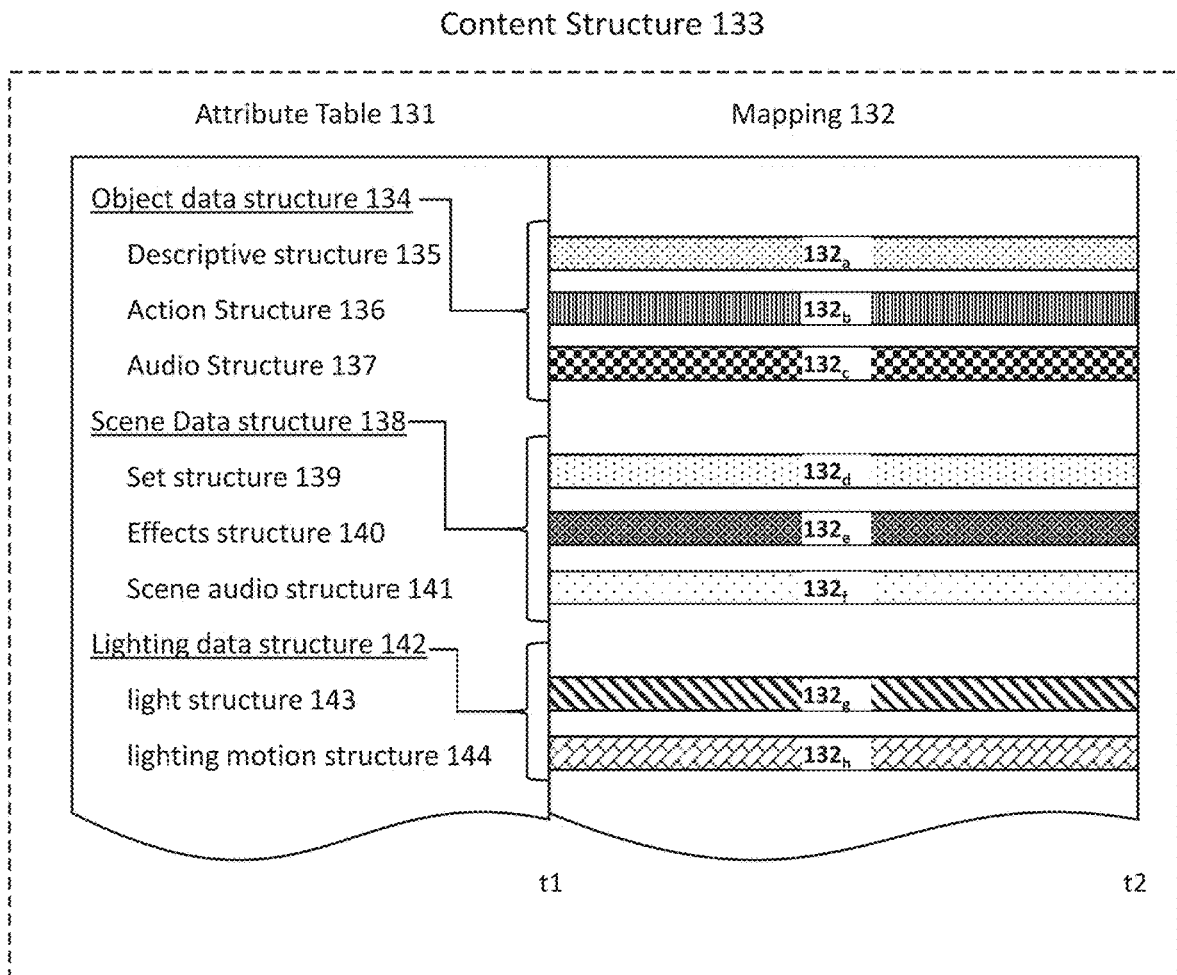 Content Structure 133
Attribute Table 131
Mapping 132
Object data structure 134
Descriptive structure 135
132a
Action Structure 136
132b
Audio Structure 137
132c
Scene Data structure 138
Set structure 139
132d
Effects structure 140
132e
Scene audio structure 141
132f
Lighting data structure 142
light structure 143
132g
lighting motion structure 144
132h
t1
t2